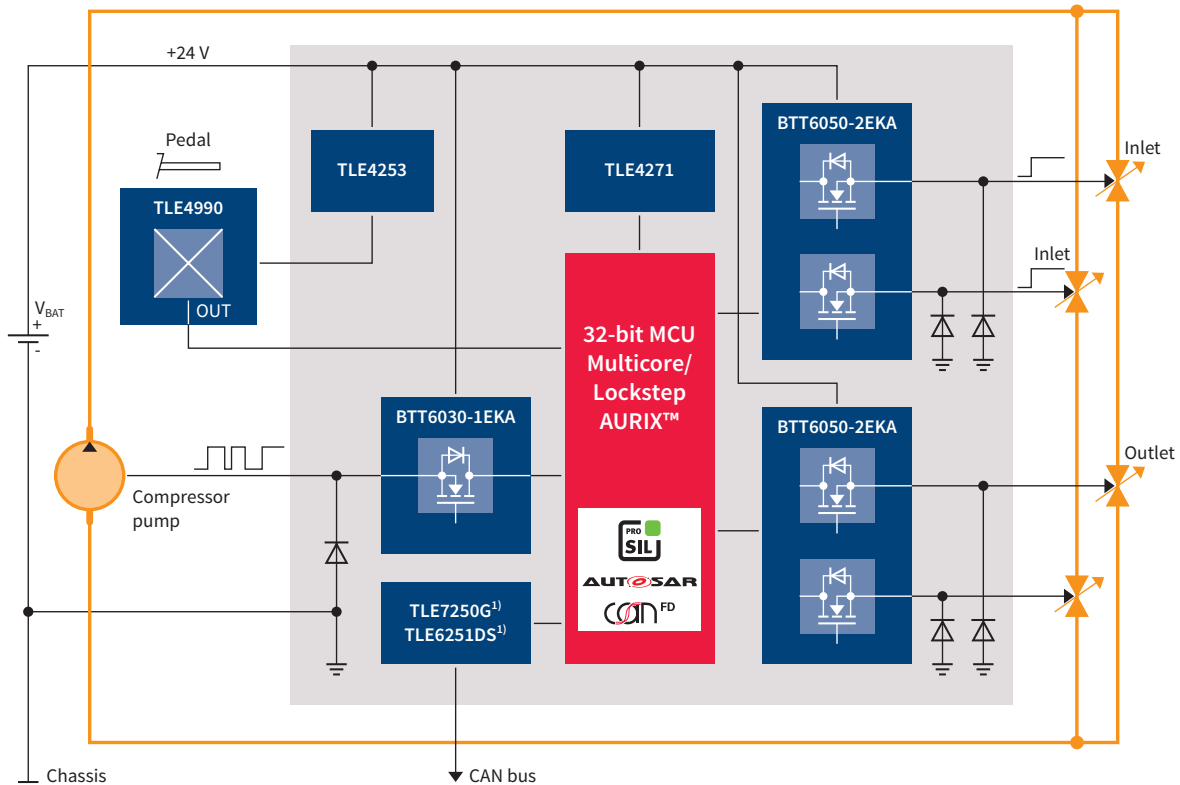 +24 V
BTT6050-2EKA
Pedal
TLE4253
TLE4271
Inlet
TLE4990
Inlet
OUT
VBAT
+
-
32-bit MCU
Multicore/
Lockstep
AURIX™
BTT6030-1EKA
BTT6050-2EKA
Outlet
Compressor
pump
PRO
SIL
AUTOSAR
CAN FD
TLE7250G1)
TLE6251DS1)
Chassis
CAN bus